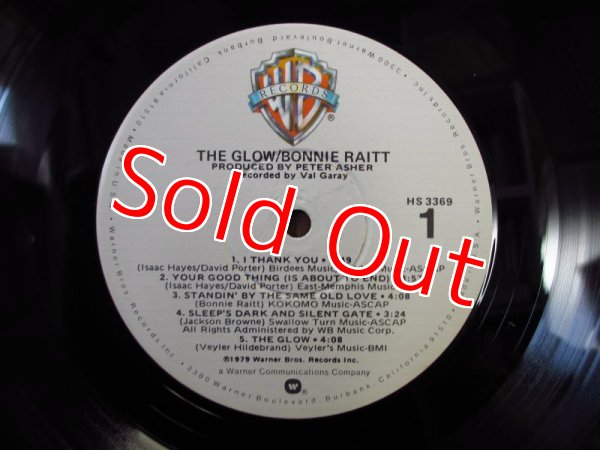 3300 Warner Boulevard, Burbank, California 91510 • Made in U.S.A. • Warner Bros. Records Inc. •
WB
RECORDS
®
THE GLOW/BONNIE RAITT
PRODUCED BY PETER ASHER
Recorded by Val Garay
HS 3369
1
Sold Out
1. I THANK YOU •
(Isaac Hayes/David Porter) Birdees Music Music-ASCAP
2. YOUR GOOD THING (IS ABOUT TO END)
(Isaac Hayes/David Porter) East-Memphis Music
3. STANDIN' BY THE SAME OLD LOVE • 4:08
(Bonnie Raitt) KOKOMO Music-ASCAP
4. SLEEP'S DARK AND SILENT GATE • 3:24
(Jackson Browne) Swallow Turn Music-ASCAP
All Rights Administered by WB Music Corp.
5. THE GLOW • 4:08
(Veyler Hildebrand) Veyler's Music-BMI
℗1979 Warner Bros. Records Inc.
a Warner Communications Company
W
®